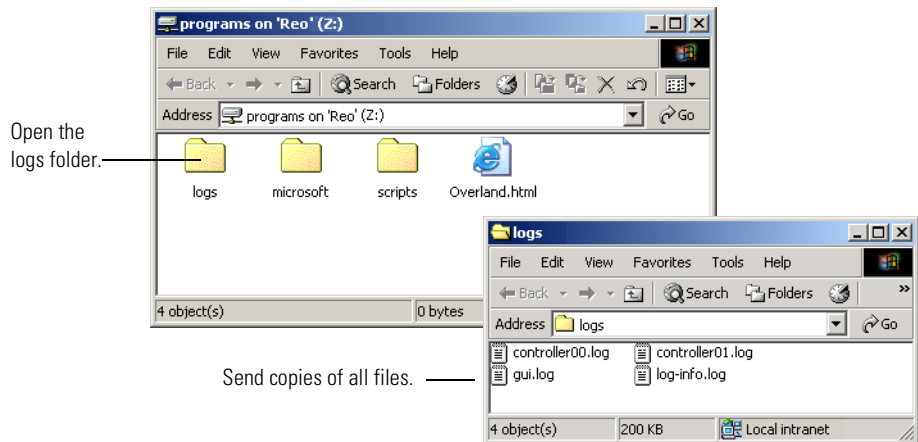 programs on 'Reo' (Z:)
File Edit View Favorites Tools Help
Back Search Folders
Address programs on 'Reo' (Z:) Go
Open the
logs folder.
logs microsoft scripts Overland.html
4 object(s) 0 bytes
logs
File Edit View Favorites Tools Help
Back Search Folders »
Address logs Go
controller00.log controller01.log
gui.log log-info.log
Send copies of all files.
4 object(s) 200 KB Local intranet